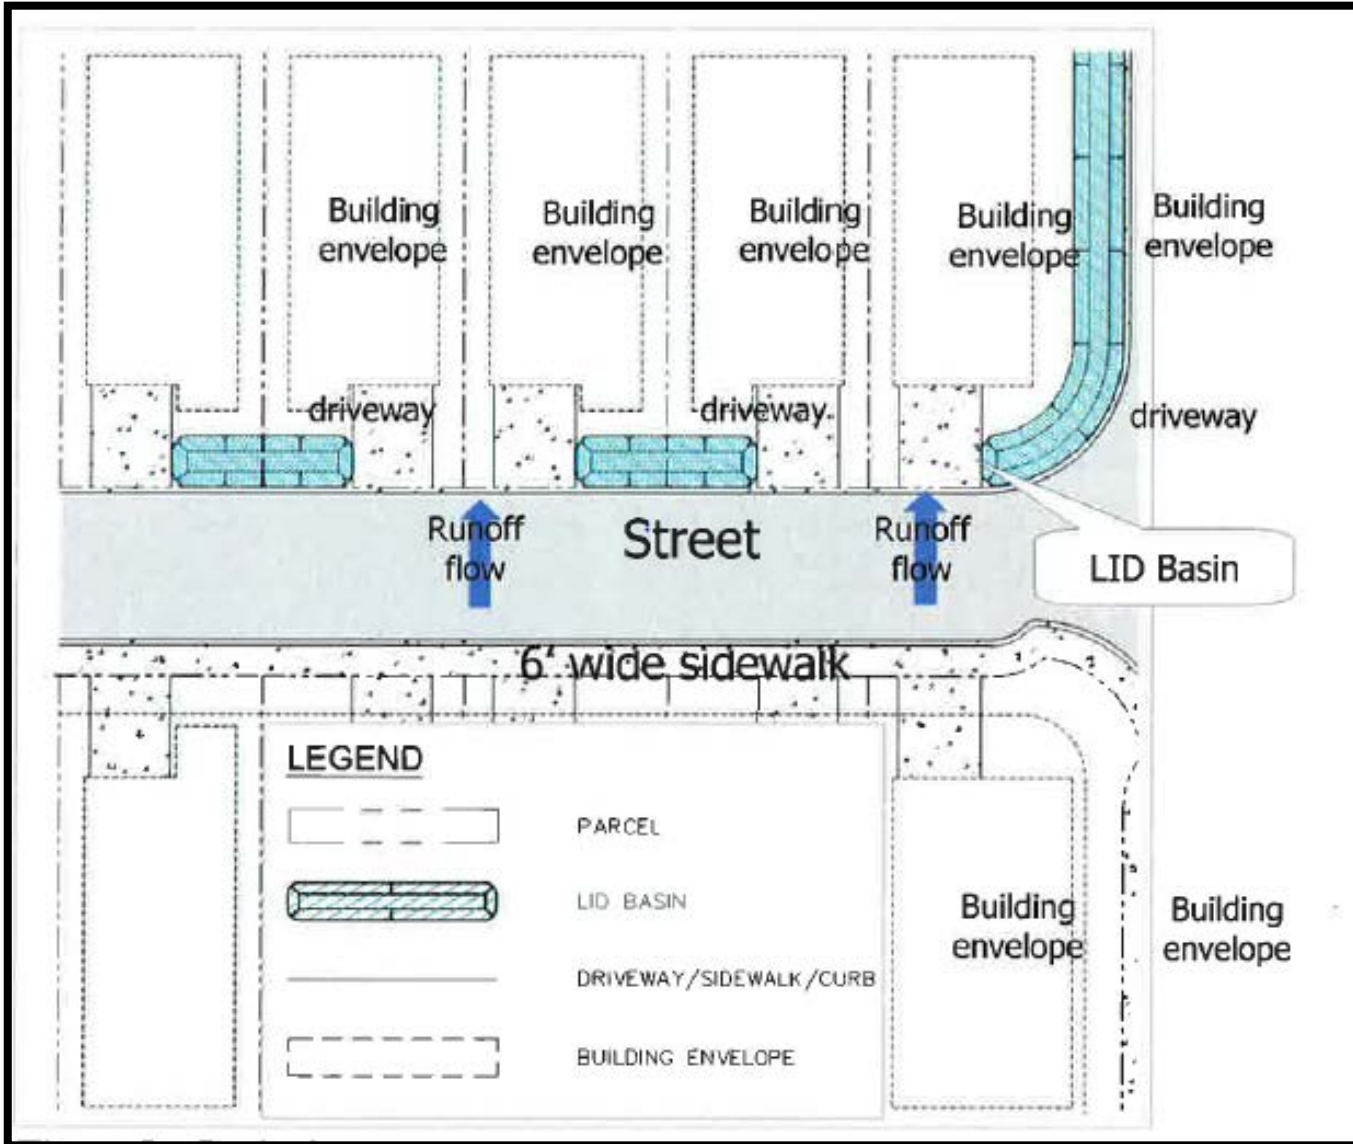 Building
envelope
Building
envelope
Building
envelope
Building
envelope
Building
envelope
driveway
driveway
driveway
Runoff
flow
Street
Runoff
flow
LID Basin
6' wide sidewalk
LEGEND
PARCEL
LID BASIN
DRIVEWAY/SIDEWALK/CURB
BUILDING ENVELOPE
Building
envelope
Building
envelope